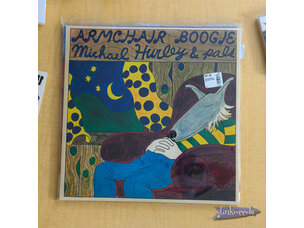 ARMCHAIR BOOGIE
Michael Hurley & pals